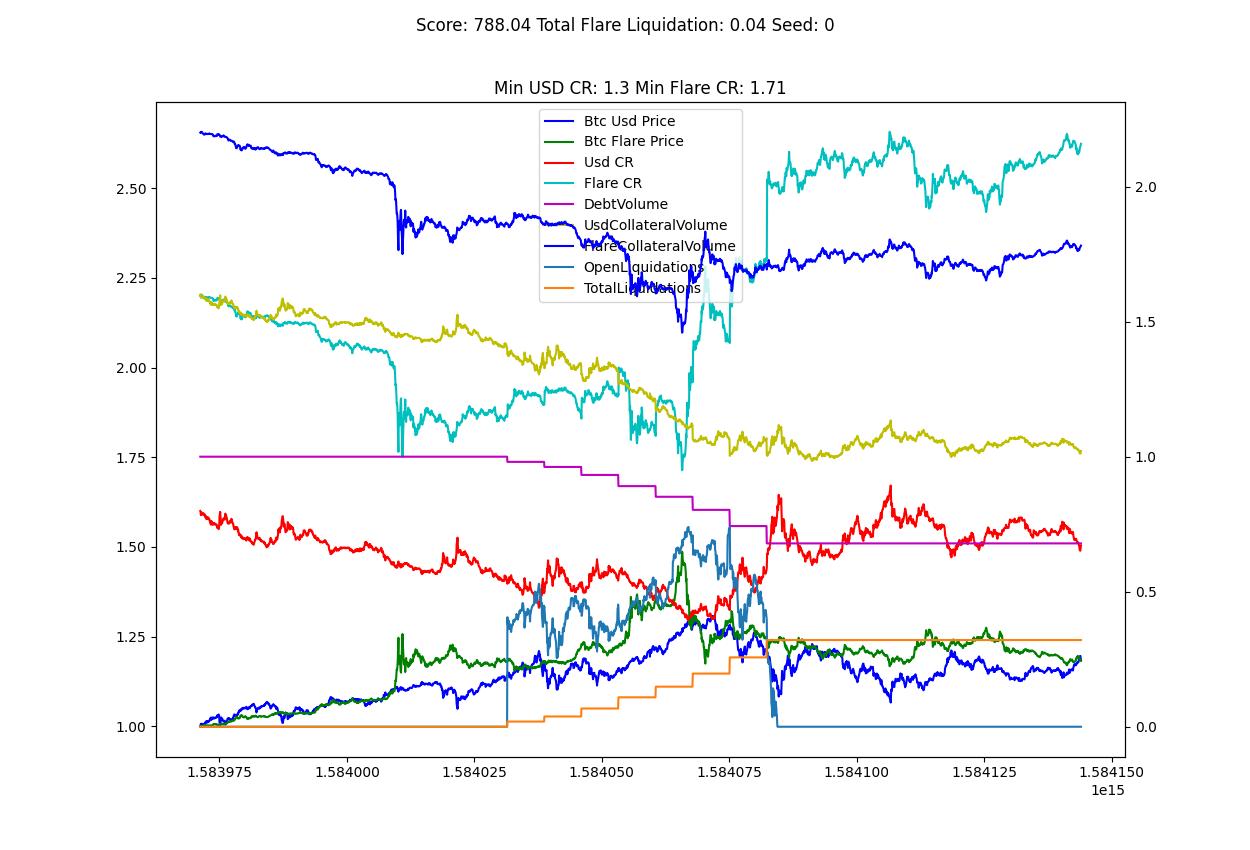 Score: 788.04 Total Flare Liquidation: 0.04 Seed: 0
Min USD CR: 1.3 Min Flare CR: 1.71
Btc Usd Price
Btc Flare Price
Usd CR
Flare CR
DebtVolume
UsdCollateralVolume
FlareCollateralVolume
OpenLiquidations
TotalLiquidations
2.50
2.25
2.00
1.75
1.50
1.25
1.00
2.0
1.5
1.0
0.5
0.0
1.583975
1.584000
1.584025
1.584050
1.584075
1.584100
1.584125
1.584150
1e15